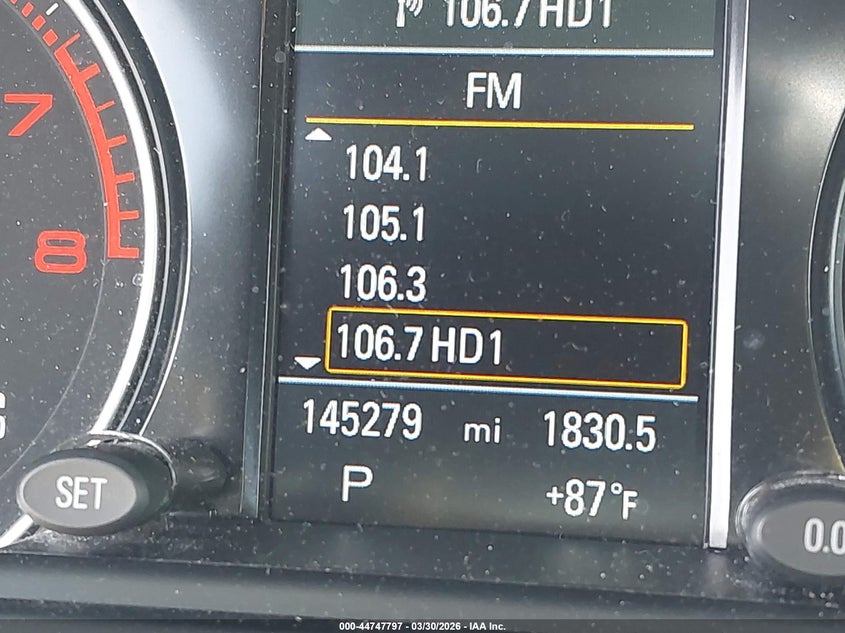 106.7 HD1
FM
7
104.1
105.1
8
106.3
106.7 HD1
145279 mi 1830.5
P +87°F
SET
0.0
000-44747797 - 03/30/2026 - IAA Inc.